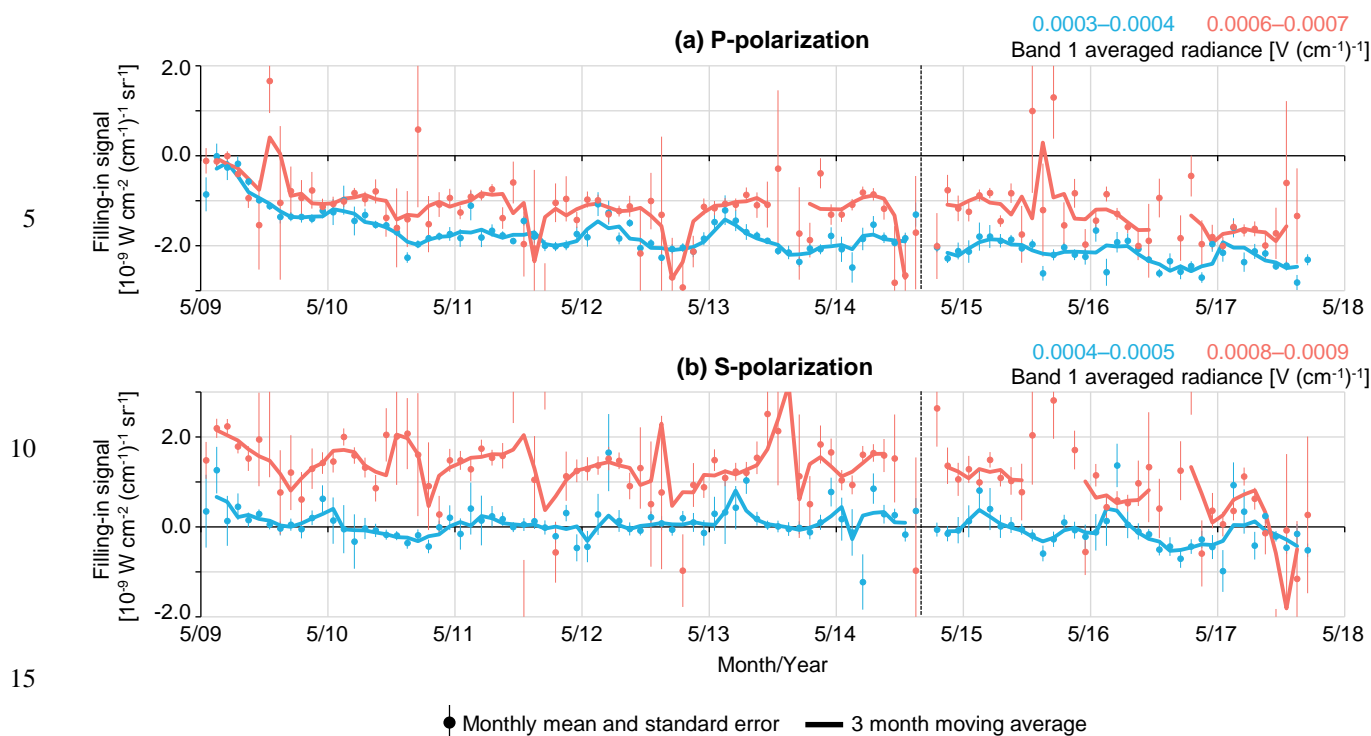 0.0003–0.0004 0.0006–0.0007
(a) P-polarization
Band 1 averaged radiance [V (cm⁻¹)⁻¹]
Filling-in signal
[10⁻⁹ W cm⁻² (cm⁻¹)⁻¹ sr⁻¹]
2.0
0.0
-2.0
5
5/09 5/10 5/11 5/12 5/13 5/14 5/15 5/16 5/17 5/18
0.0004–0.0005 0.0008–0.0009
(b) S-polarization
Band 1 averaged radiance [V (cm⁻¹)⁻¹]
Filling-in signal
[10⁻⁹ W cm⁻² (cm⁻¹)⁻¹ sr⁻¹]
10
2.0
0.0
-2.0
5/09 5/10 5/11 5/12 5/13 5/14 5/15 5/16 5/17 5/18
Month/Year
15
Monthly mean and standard error 3 month moving average